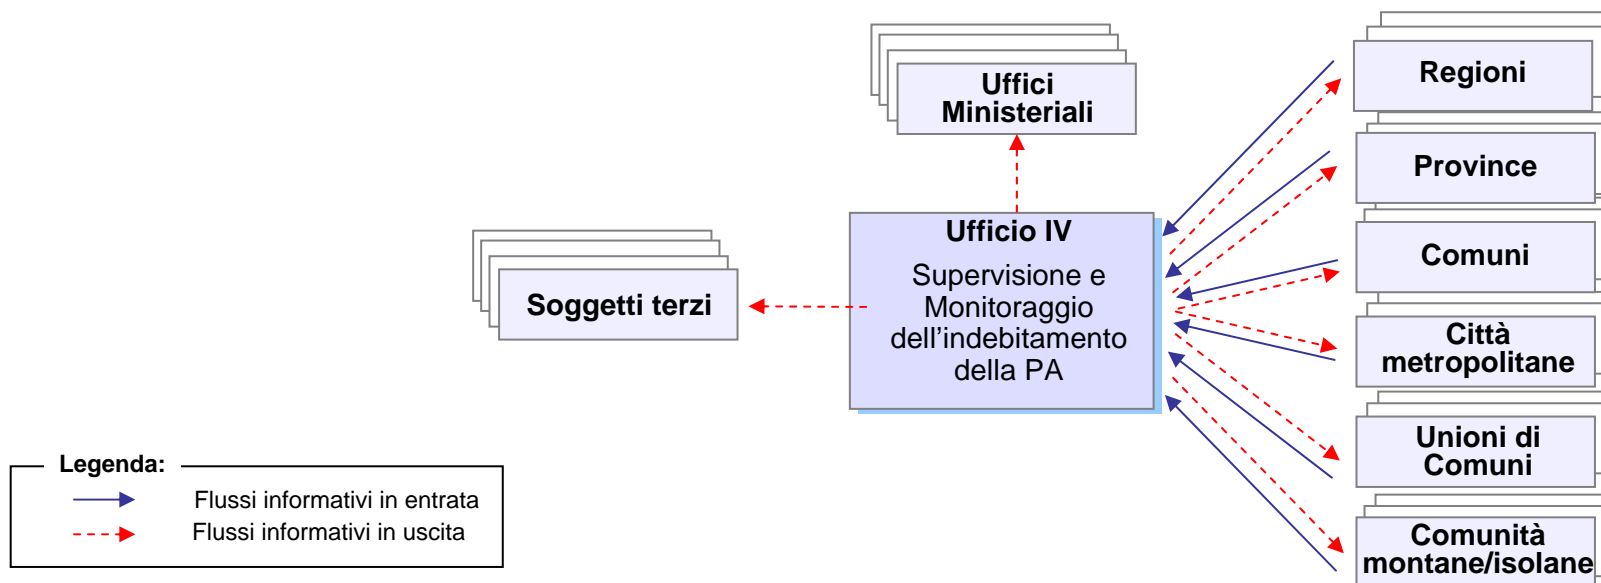 Uffici
Ministeriali
Regioni
Province
Ufficio IV
Supervisione e
Monitoraggio
dell’indebitamento
della PA
Comuni
Soggetti terzi
Città
metropolitane
Unioni di
Comuni
Comunità
montane/isolane
Legenda:
Flussi informativi in entrata
Flussi informativi in uscita